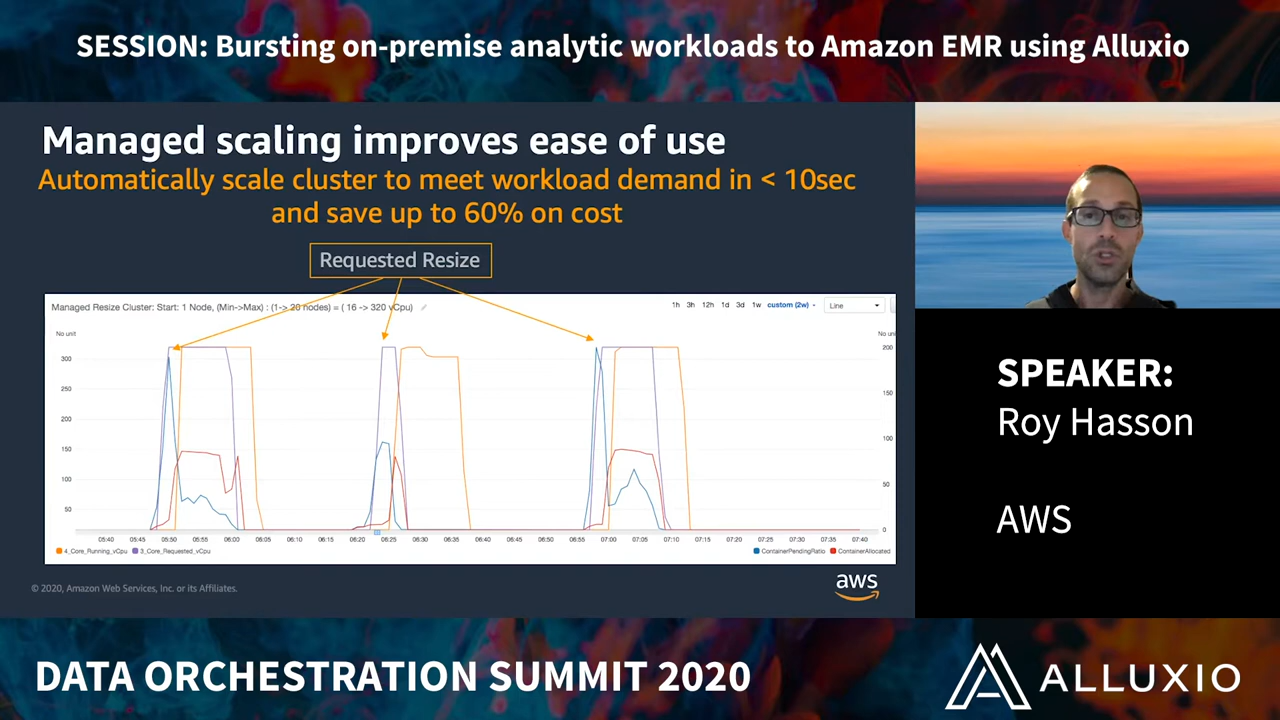 SESSION: Bursting on-premise analytic workloads to Amazon EMR using Alluxio
Managed scaling improves ease of use
Automatically scale cluster to meet workload demand in < 10sec
and save up to 60% on cost
Requested Resize
Managed Resize Cluster: Start: 1 Node, (Min->Max) : (1-> 20 nodes) = ( 16 -> 320 vCpu)
1h 3h 12h 1d 3d 1w custom (2w)
Line
No unit
No uni
300
250
200
150
100
50
200
150
100
50
0
05:40 05:45 05:50 05:55 06:00 06:05 06:10 06:15 06:20 06:25 06:30 06:35 06:40 06:45 06:50 06:55 07:00 07:05 07:10 07:15 07:20 07:25 07:30 07:35 07:40
4_Core_Running_vCpu 3_Core_Requested_vCpu
ContainerPendingRatio ContainerAllocated
© 2020, Amazon Web Services, Inc. or its Affiliates.
aws
SPEAKER:
Roy Hasson
AWS
DATA ORCHESTRATION SUMMIT 2020
ALLUXIO